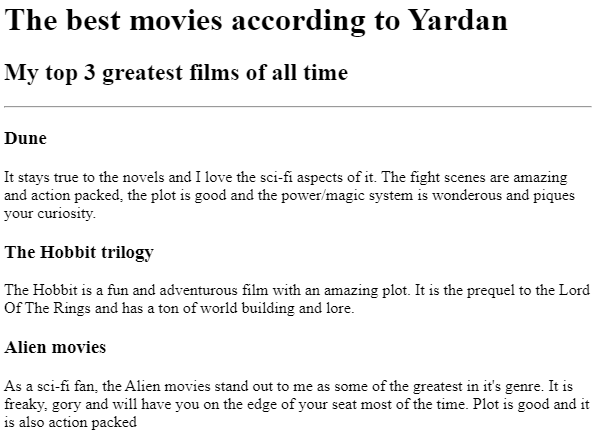 The best movies according to Yardan
My top 3 greatest films of all time
Dune
It stays true to the novels and I love the sci-fi aspects of it. The fight scenes are amazing
and action packed, the plot is good and the power/magic system is wonderous and piques
your curiosity.
The Hobbit trilogy
The Hobbit is a fun and adventurous film with an amazing plot. It is the prequel to the Lord
Of The Rings and has a ton of world building and lore.
Alien movies
As a sci-fi fan, the Alien movies stand out to me as some of the greatest in it's genre. It is
freaky, gory and will have you on the edge of your seat most of the time. Plot is good and it
is also action packed